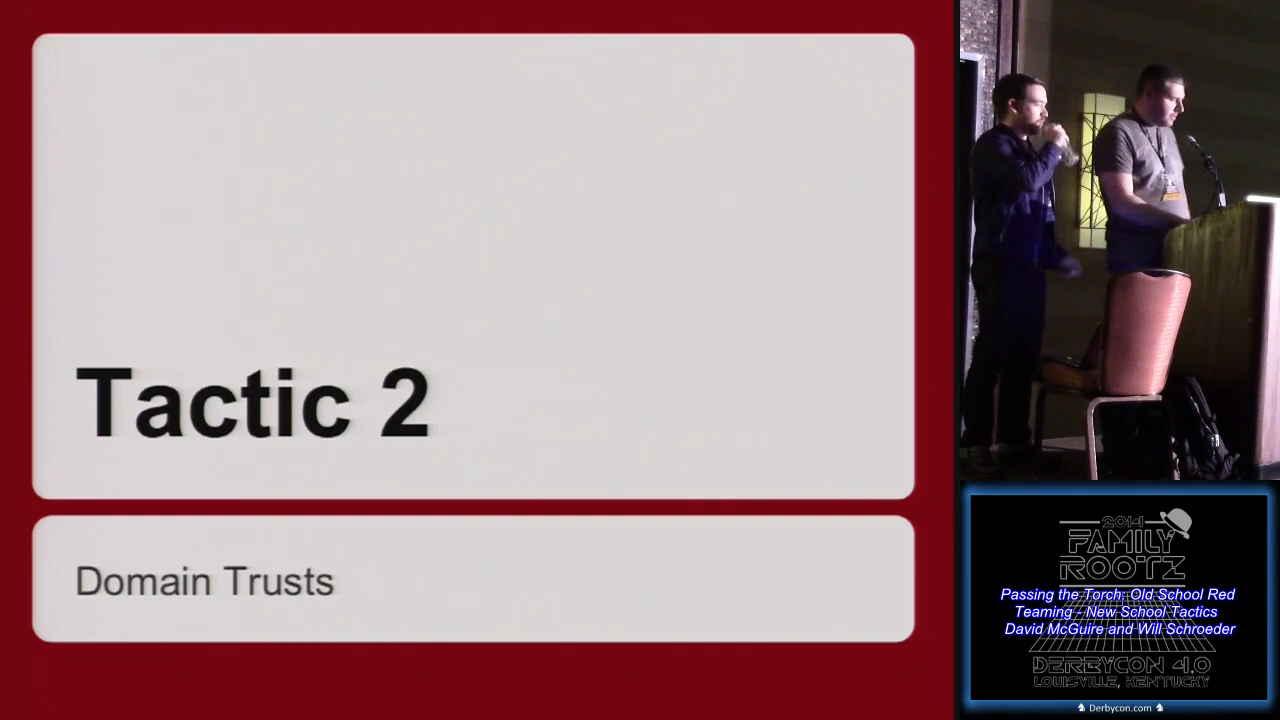 Tactic 2
Domain Trusts
2014
FAMILY
ROOTZ
Passing the Torch: Old School Red
Teaming - New School Tactics
David McGuire and Will Schroeder
DERBYCON 4.0
LOUISVILLE, KENTUCKY
Derbycon.com